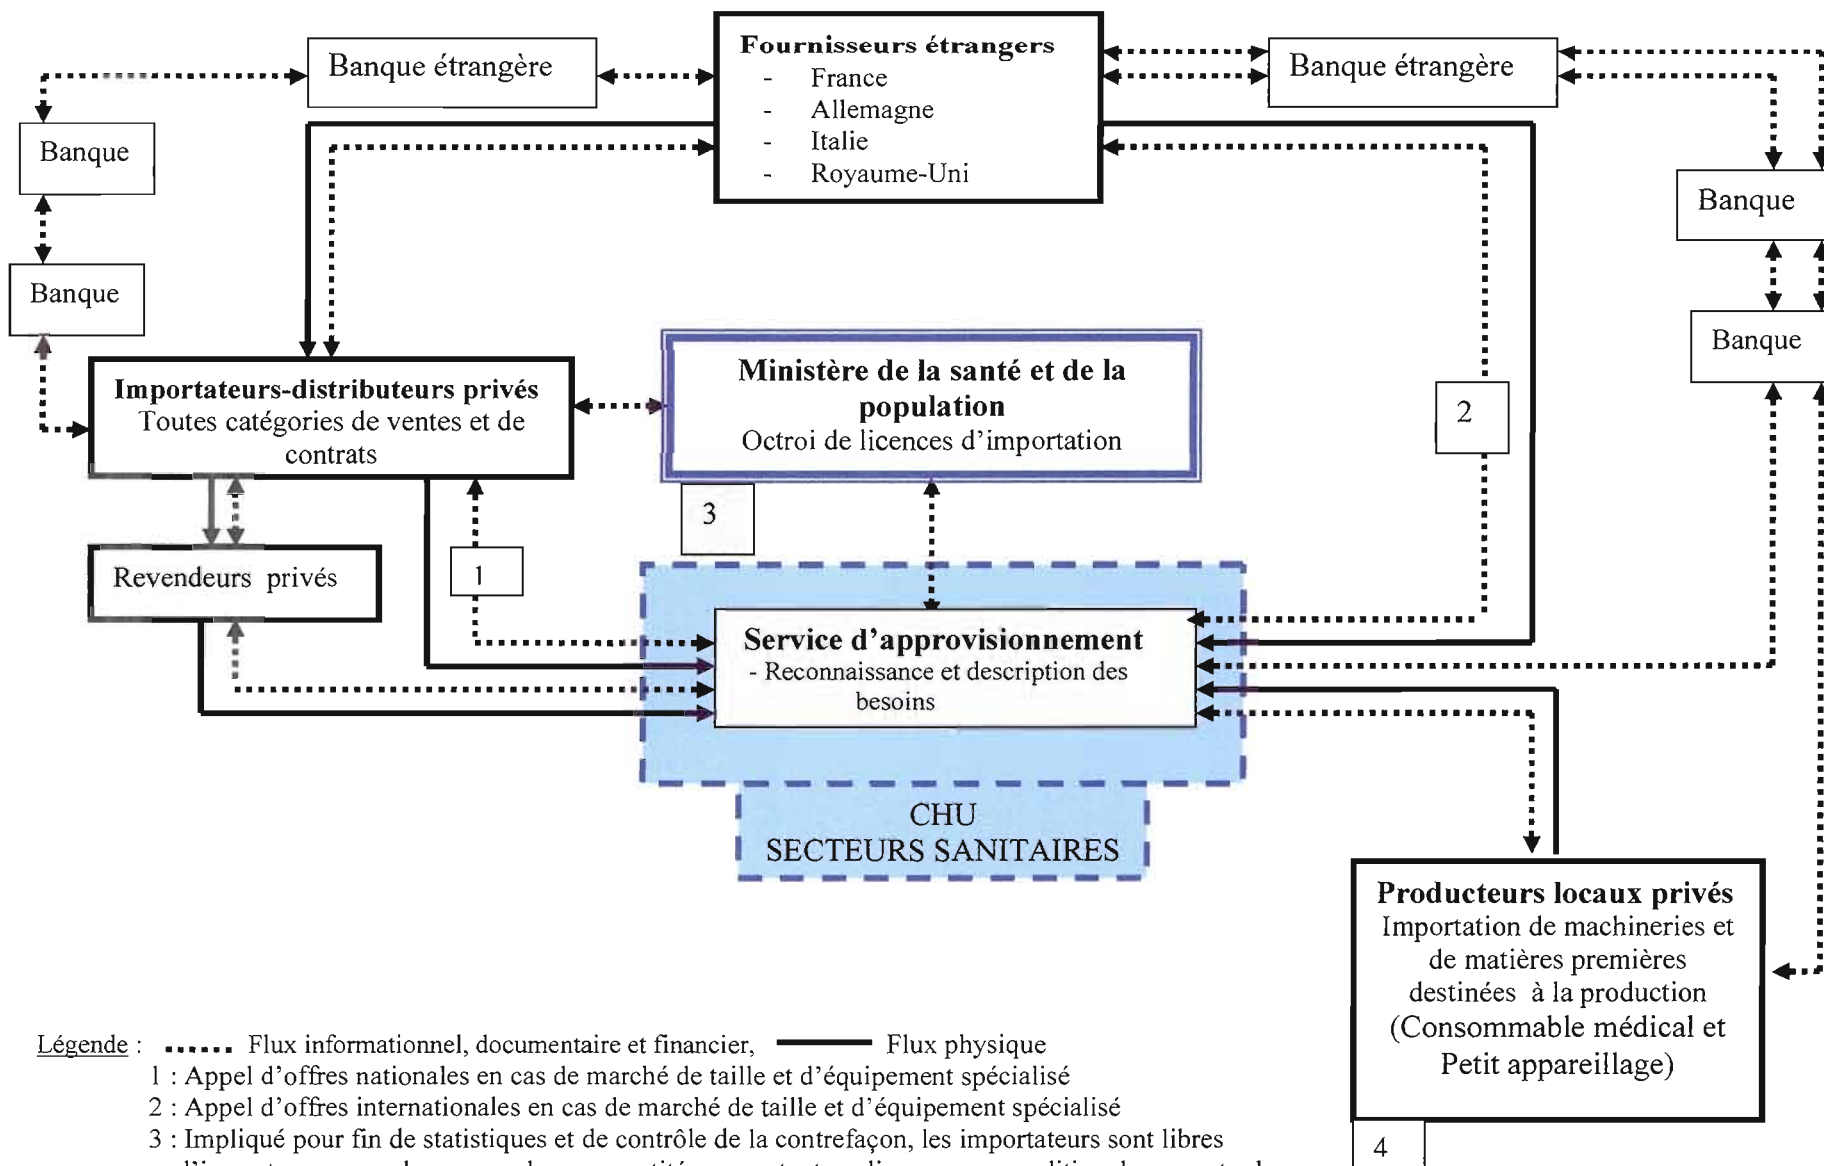 Fournisseurs étrangers
- France
- Allemagne
- Italie
- Royaume-Uni
Banque étrangère
Banque étrangère
Banque
Banque
Banque
Banque
Importateurs-distributeurs privés
Toutes catégories de ventes et de
contrats
Ministère de la santé et de la
population
Octroi de licences d'importation
2
3
1
Revendeurs privés
Service d'approvisionnement
- Reconnaissance et description des
besoins
CHU
SECTEURS SANITAIRES
Producteurs locaux privés
Importation de machineries et
de matières premières
destinées à la production
(Consommable médical et
Petit appareillage)
4
Légende : Flux informationnel, documentaire et financier, Flux physique
1 : Appel d'offres nationales en cas de marché de taille et d'équipement spécialisé
2 : Appel d'offres internationales en cas de marché de taille et d'équipement spécialisé
3 : Impliqué pour fin de statistiques et de contrôle de la contrefaçon, les importateurs sont libres